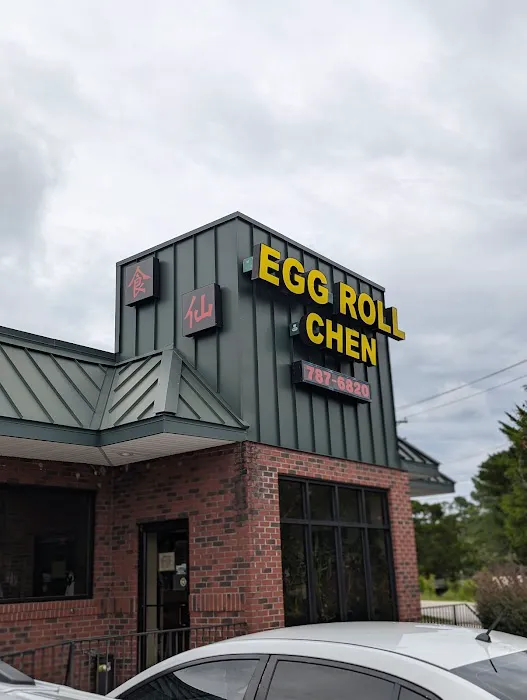 食
仙
EGG ROLL
CHEN
787-6820